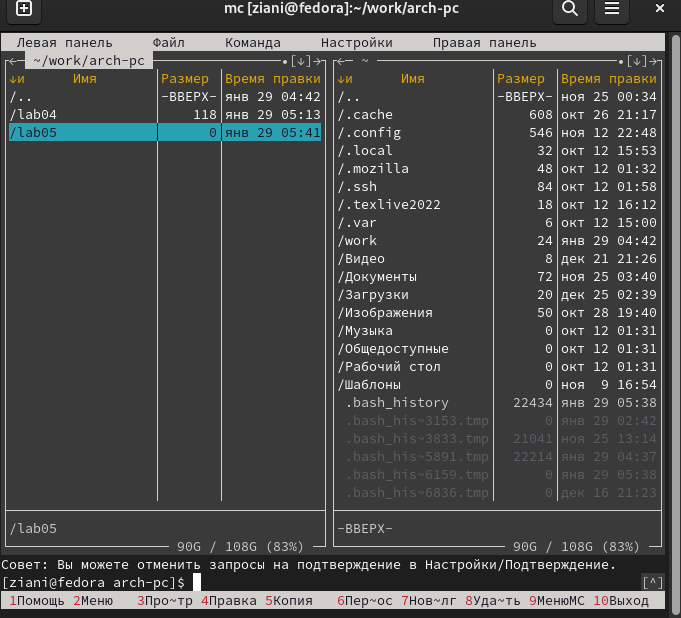 mc [ziani@fedora]:~/work/arch-pc
Левая панель Файл Команда Настройки Правая панель
~/work/arch-pc
~
↓и Имя Размер Время правки
/.. -ВВЕРХ- янв 29 04:42
/lab04 118 янв 29 05:13
/lab05 0 янв 29 05:41
/lab05
90G / 108G (83%)
↓и Имя Размер Время правки
/.. -ВВЕРХ- ноя 25 00:34
/.cache 608 окт 26 21:17
/.config 546 ноя 12 22:48
/.local 32 окт 12 15:53
/.mozilla 48 окт 12 01:32
/.ssh 84 окт 12 01:58
/.texlive2022 18 окт 12 16:12
/.var 6 окт 12 15:00
/work 24 янв 29 04:42
/Видео 8 дек 21 21:26
/Документы 72 ноя 25 03:40
/Загрузки 20 дек 25 02:39
/Изображения 50 окт 28 19:40
/Музыка 0 окт 12 01:31
/Общедоступные 0 окт 12 01:31
/Рабочий стол 0 окт 12 01:31
/Шаблоны 0 ноя 9 16:54
.bash_history 22434 янв 29 05:38
.bash_his~3153.tmp 0 янв 29 02:42
.bash_his~3833.tmp 21041 ноя 25 13:14
.bash_his~5891.tmp 22214 янв 29 04:37
.bash_his~6159.tmp 0 янв 29 05:38
.bash_his~6836.tmp 0 дек 16 21:23
-ВВЕРХ-
90G / 108G (83%)
Совет: Вы можете отменить запросы на подтверждение в Настройки/Подтверждение.
[ziani@fedora arch-pc]$ [^]
1Помощь 2Меню 3Про~тр 4Правка 5Копия 6Пер~ос 7Нов~лг 8Уда~ть 9МенюМС 10Выход